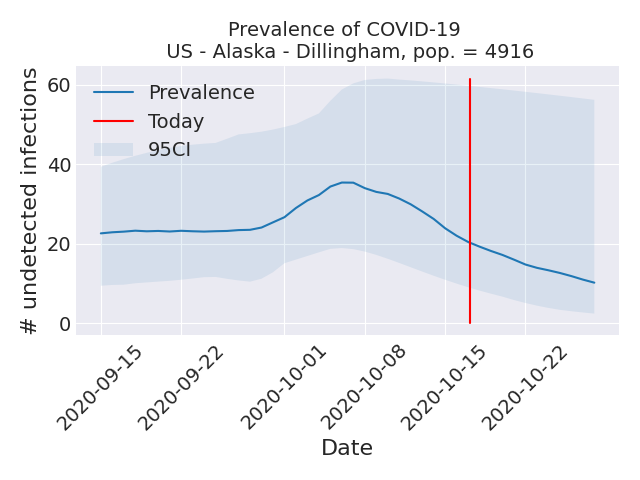 Prevalence of COVID-19
US - Alaska - Dillingham, pop. = 4916
# undetected infections
60
40
20
0
Prevalence
Today
95CI
2020-09-15
2020-09-22
2020-10-01
2020-10-08
2020-10-15
2020-10-22
Date